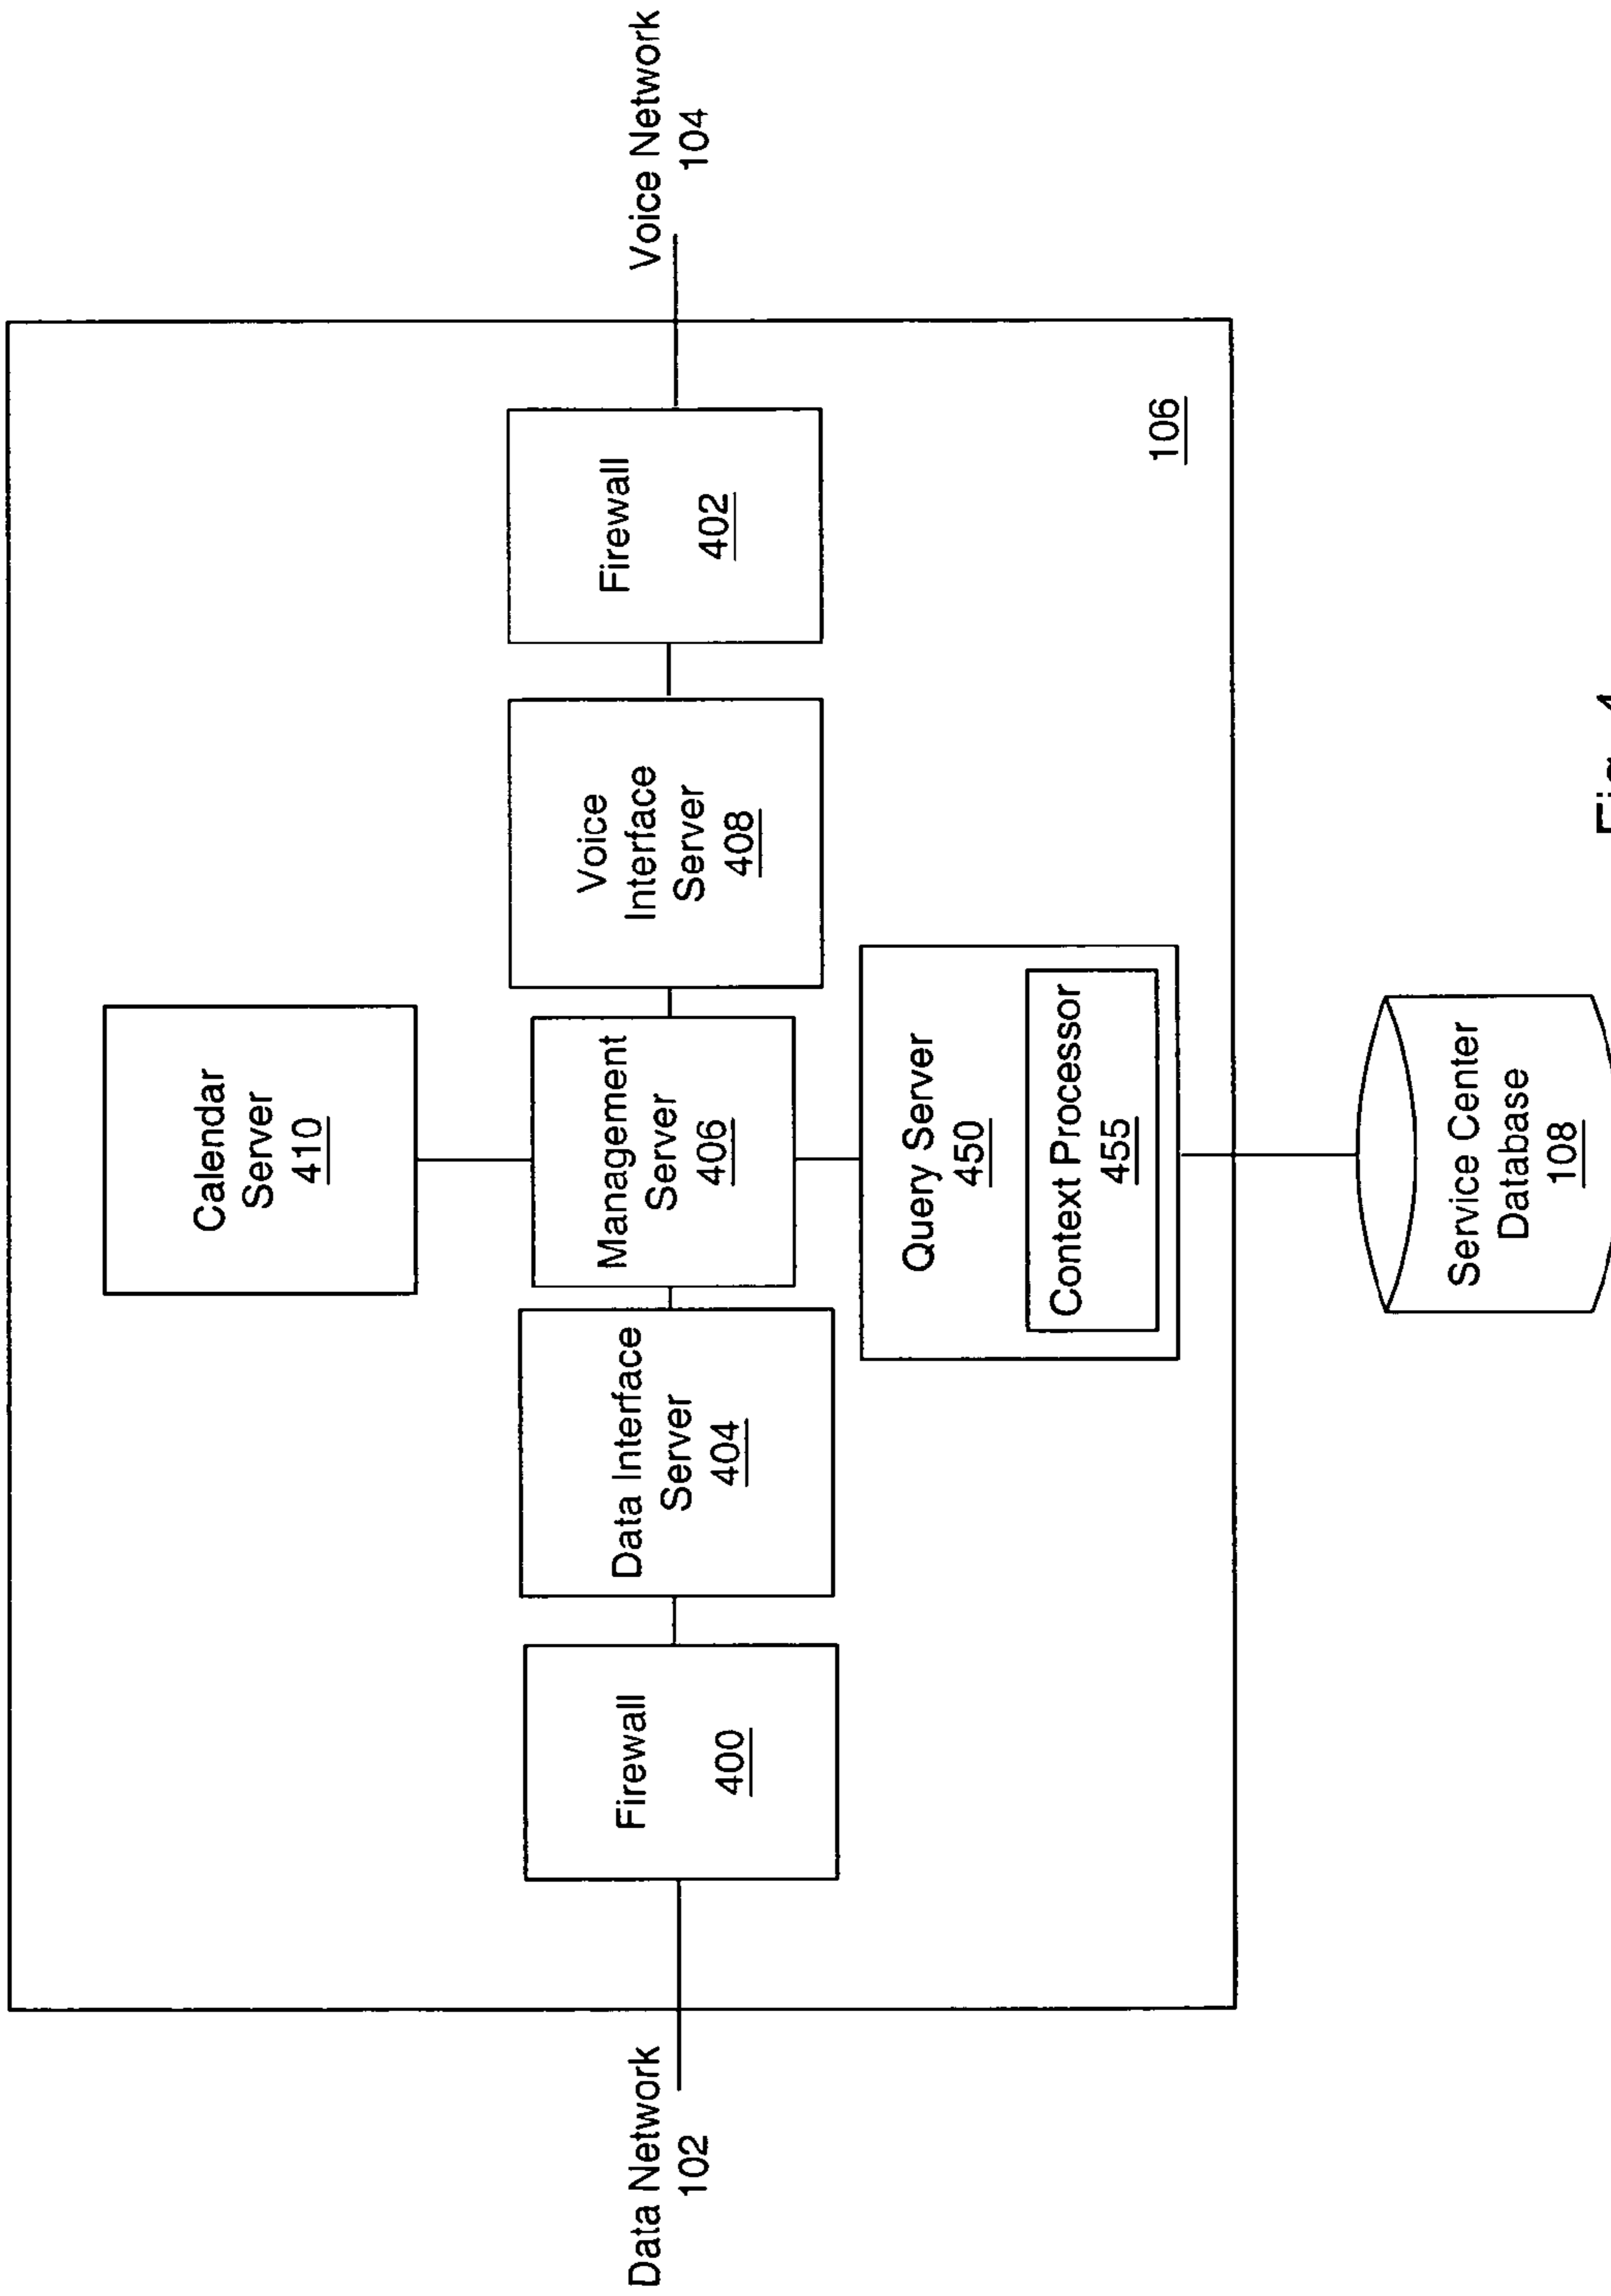 Calendar
Server
410
Data Network
102
Firewall
400
Data Interface
Server
404
Management
Server
406
Voice
Interface
Server
408
Firewall
402
Voice Network
104
Query Server
450
Context Processor
455
106
Service Center
Database
108